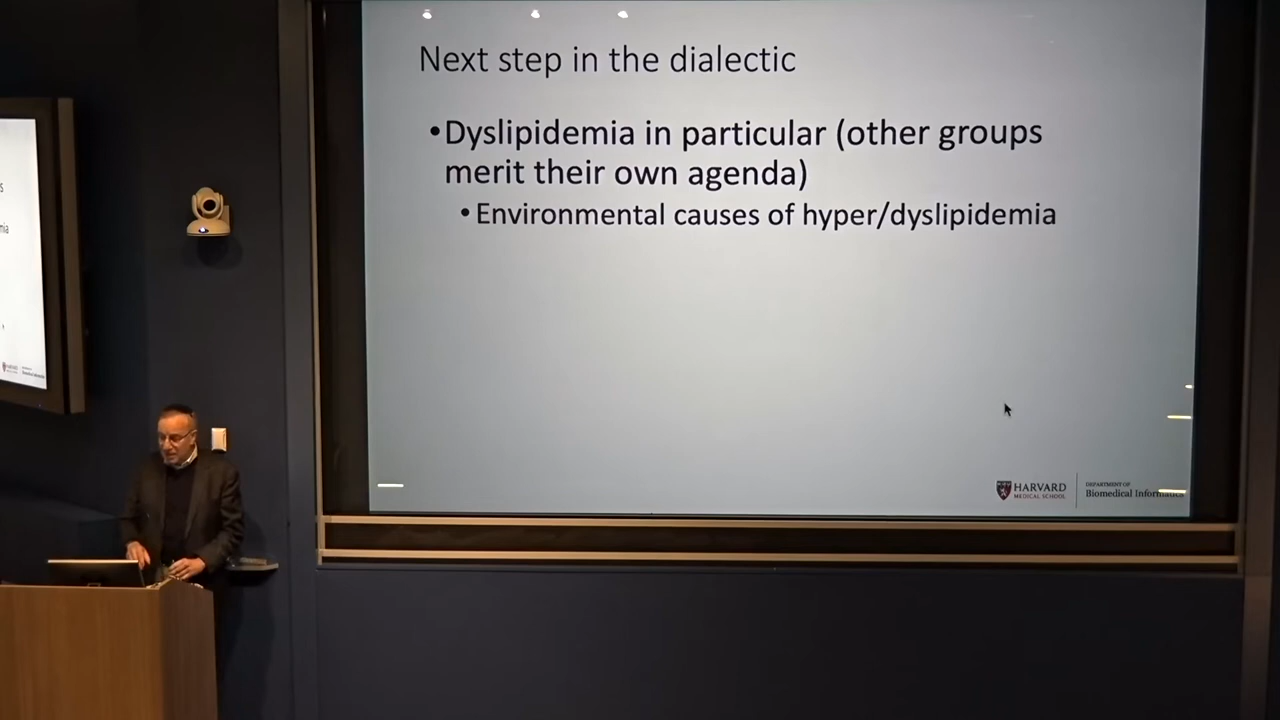 Next step in the dialectic
•Dyslipidemia in particular (other groups
merit their own agenda)
•Environmental causes of hyper/dyslipidemia
HARVARD
MEDICAL SCHOOL
DEPARTMENT OF
Biomedical Informatics